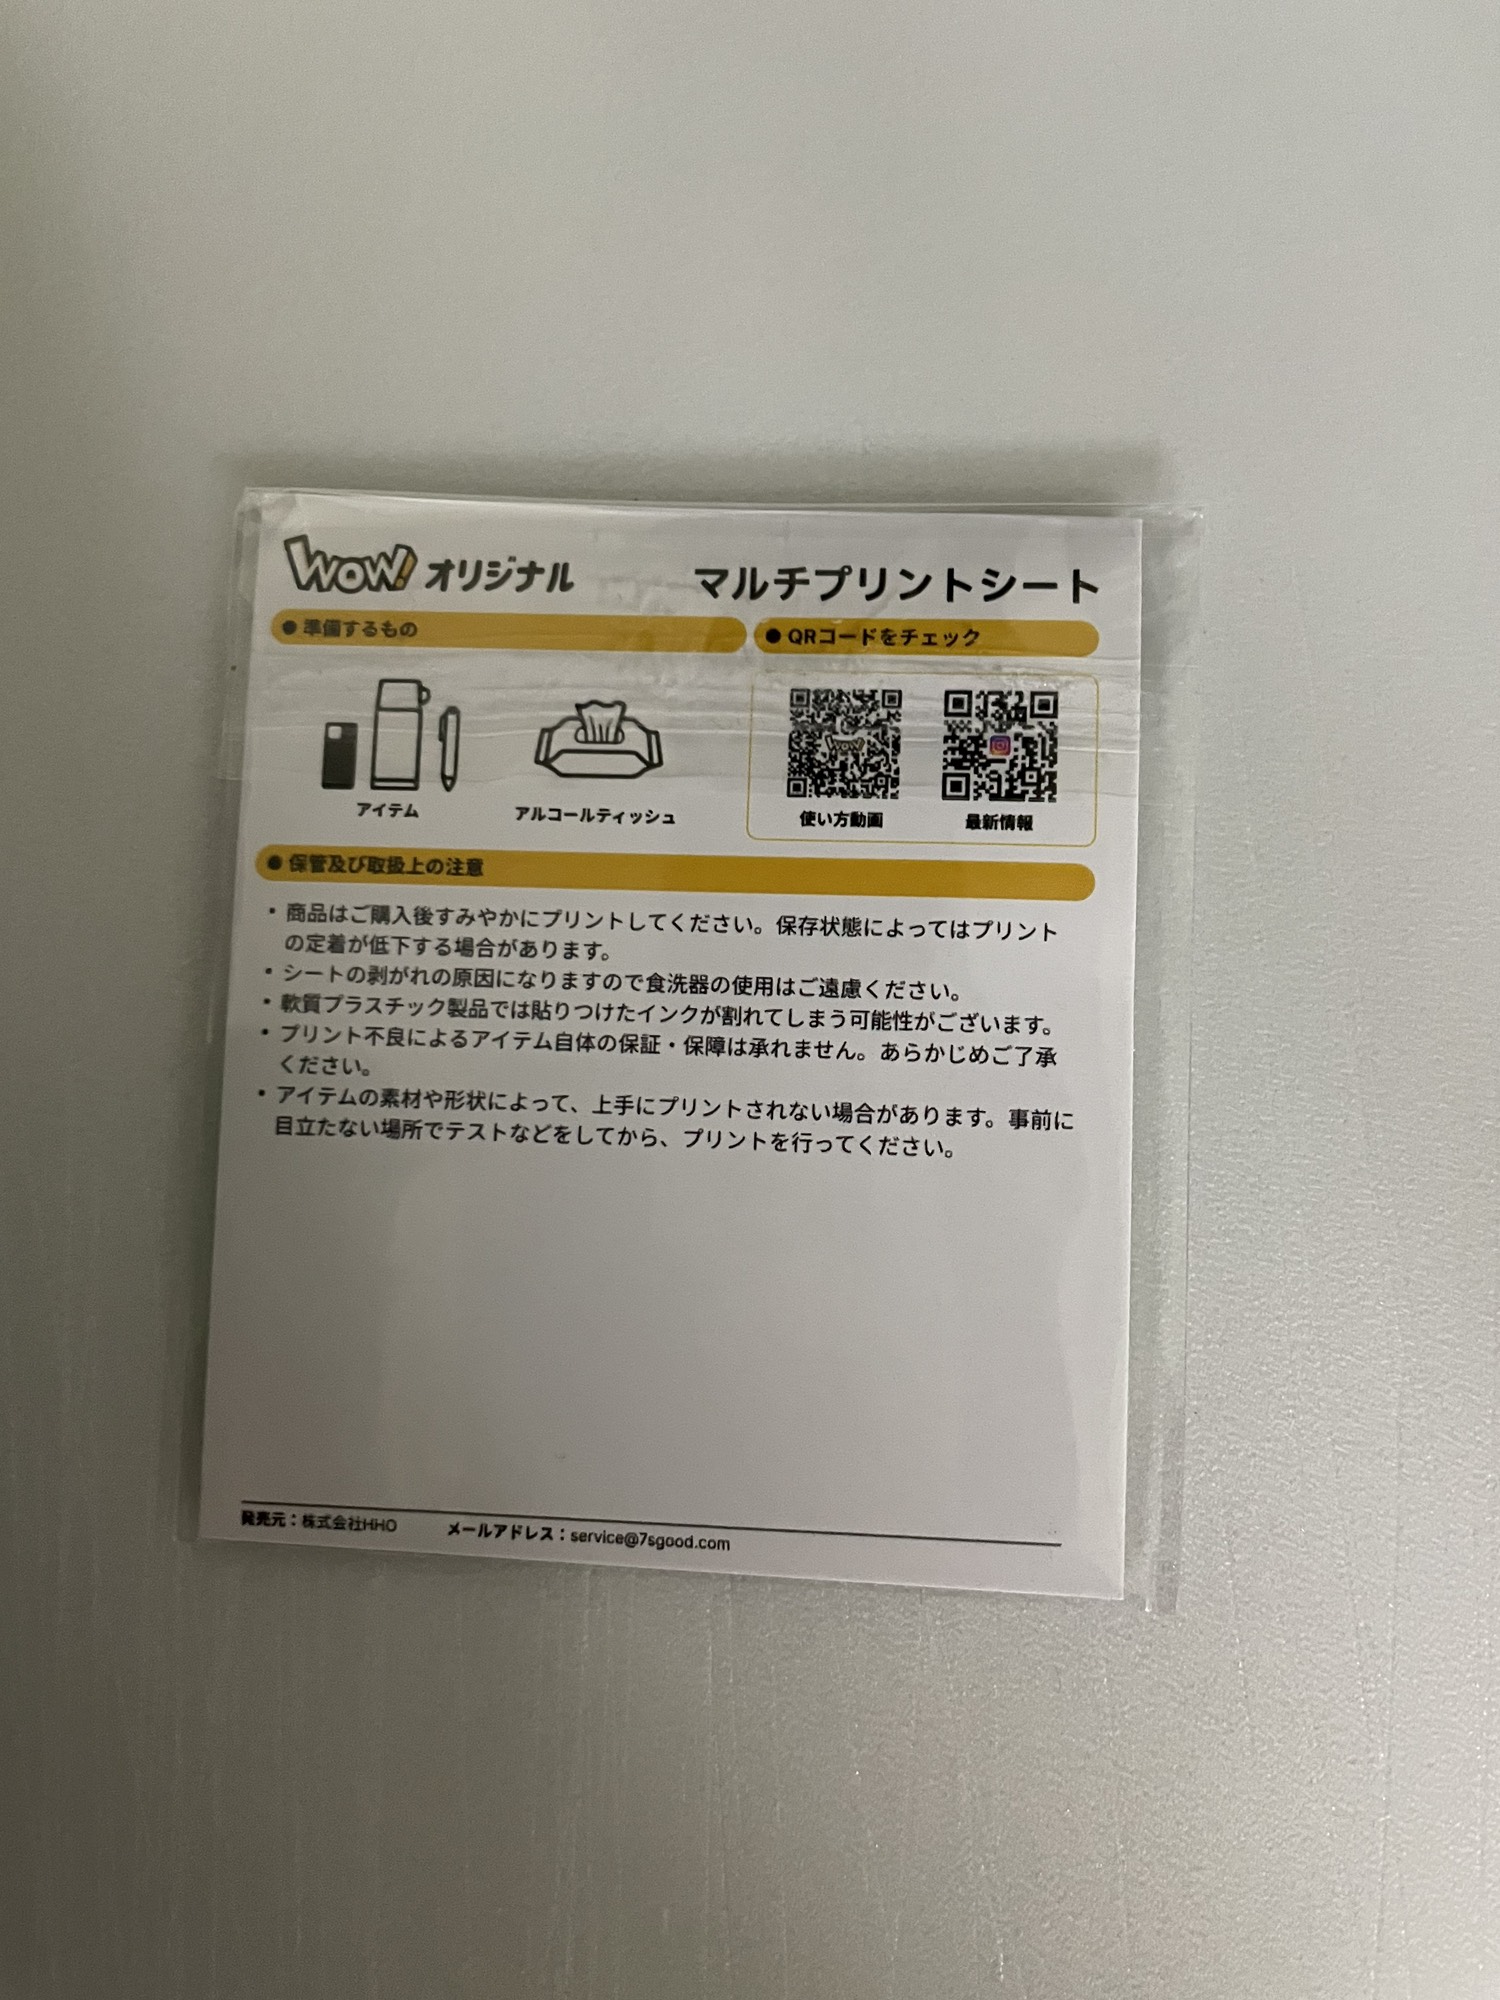 WOW! オリジナル
マルチプリントシート
● 準備するもの
● QRコードをチェック
アイテム
アルコールティッシュ
WOW!
使い方動画
最新情報
● 保管及び取扱上の注意
・商品はご購入後すみやかにプリントしてください。保存状態によってはプリント
の定着が低下する場合があります。
・シートの剥がれの原因になりますので食洗器の使用はご遠慮ください。
・軟質プラスチック製品では貼りつけたインクが割れてしまう可能性がございます。
・プリント不良によるアイテム自体の保証・保障は承れません。あらかじめご了承
ください。
・アイテムの素材や形状によって、上手にプリントされない場合があります。事前に
目立たない場所でテストなどをしてから、プリントを行ってください。
発売元：株式会社HHO メールアドレス：service@7sgood.com